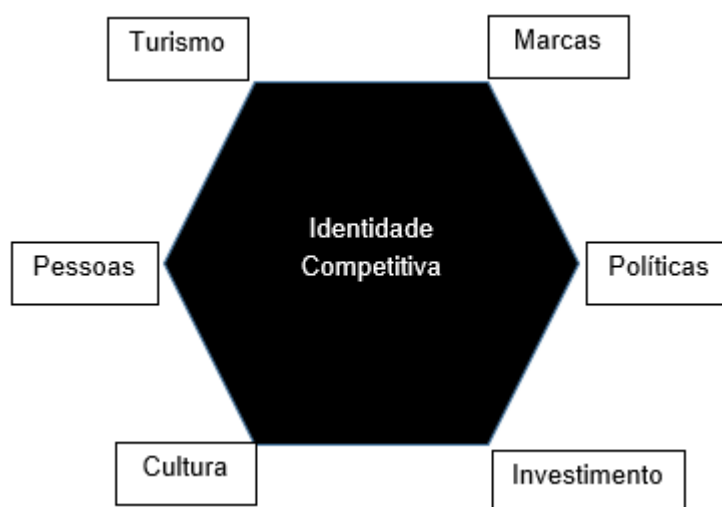 Turismo
Marcas
Identidade
Competitiva
Pessoas
Políticas
Cultura
Investimento